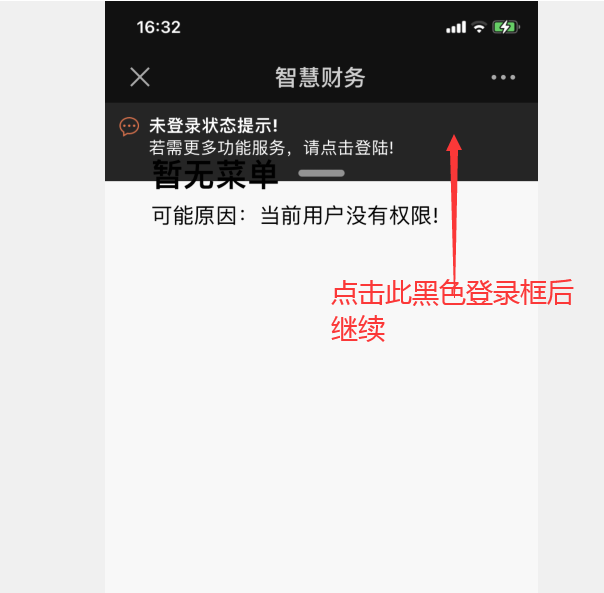 16:32
智慧财务
未登录状态提示!
若需更多功能服务，请点击登陆!
暂无菜单
可能原因：当前用户没有权限!
点击此黑色登录框后
继续